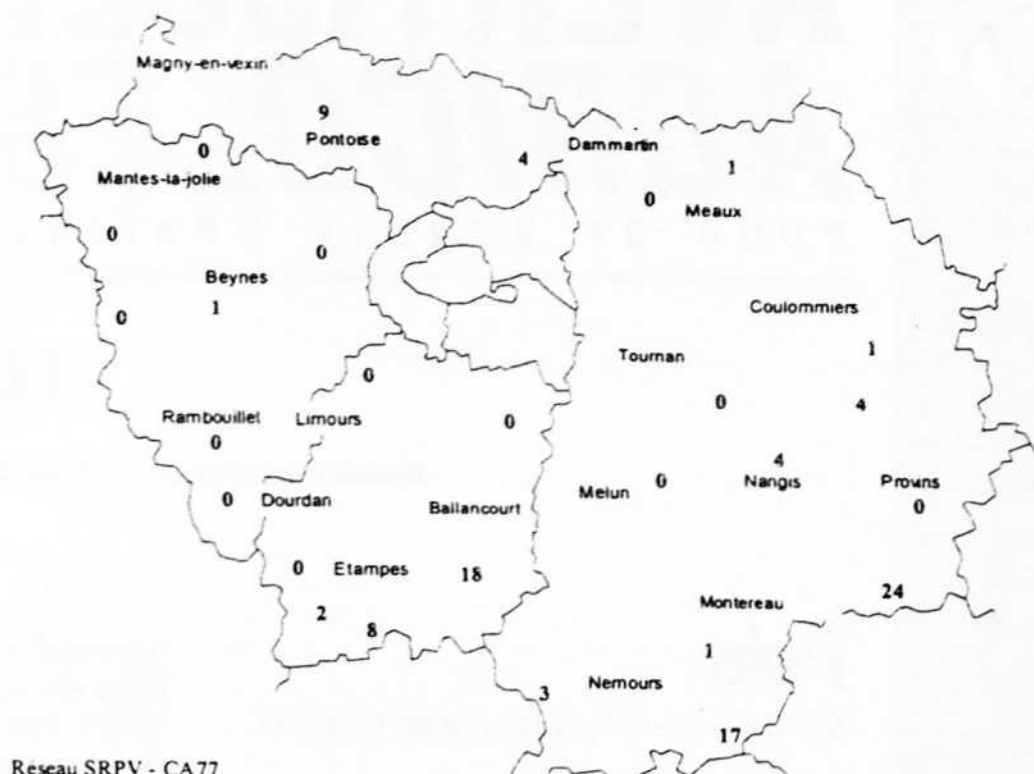 Magny-en-vexin
9
Pontoise
0
4
Dammartin
1
Mantes-la-jolie
0
Meaux
0
0
Beynes
1
0
Coulommiers
1
Tournan
0
0
4
Rambouillet
Limours
0
0
4
0
Dourdan
Ballancourt
Melun
0
Nangis
Provins
0
0
Etampes
18
24
2
8
Montereau
1
3
Nemours
17
Réseau SRPV - CA77